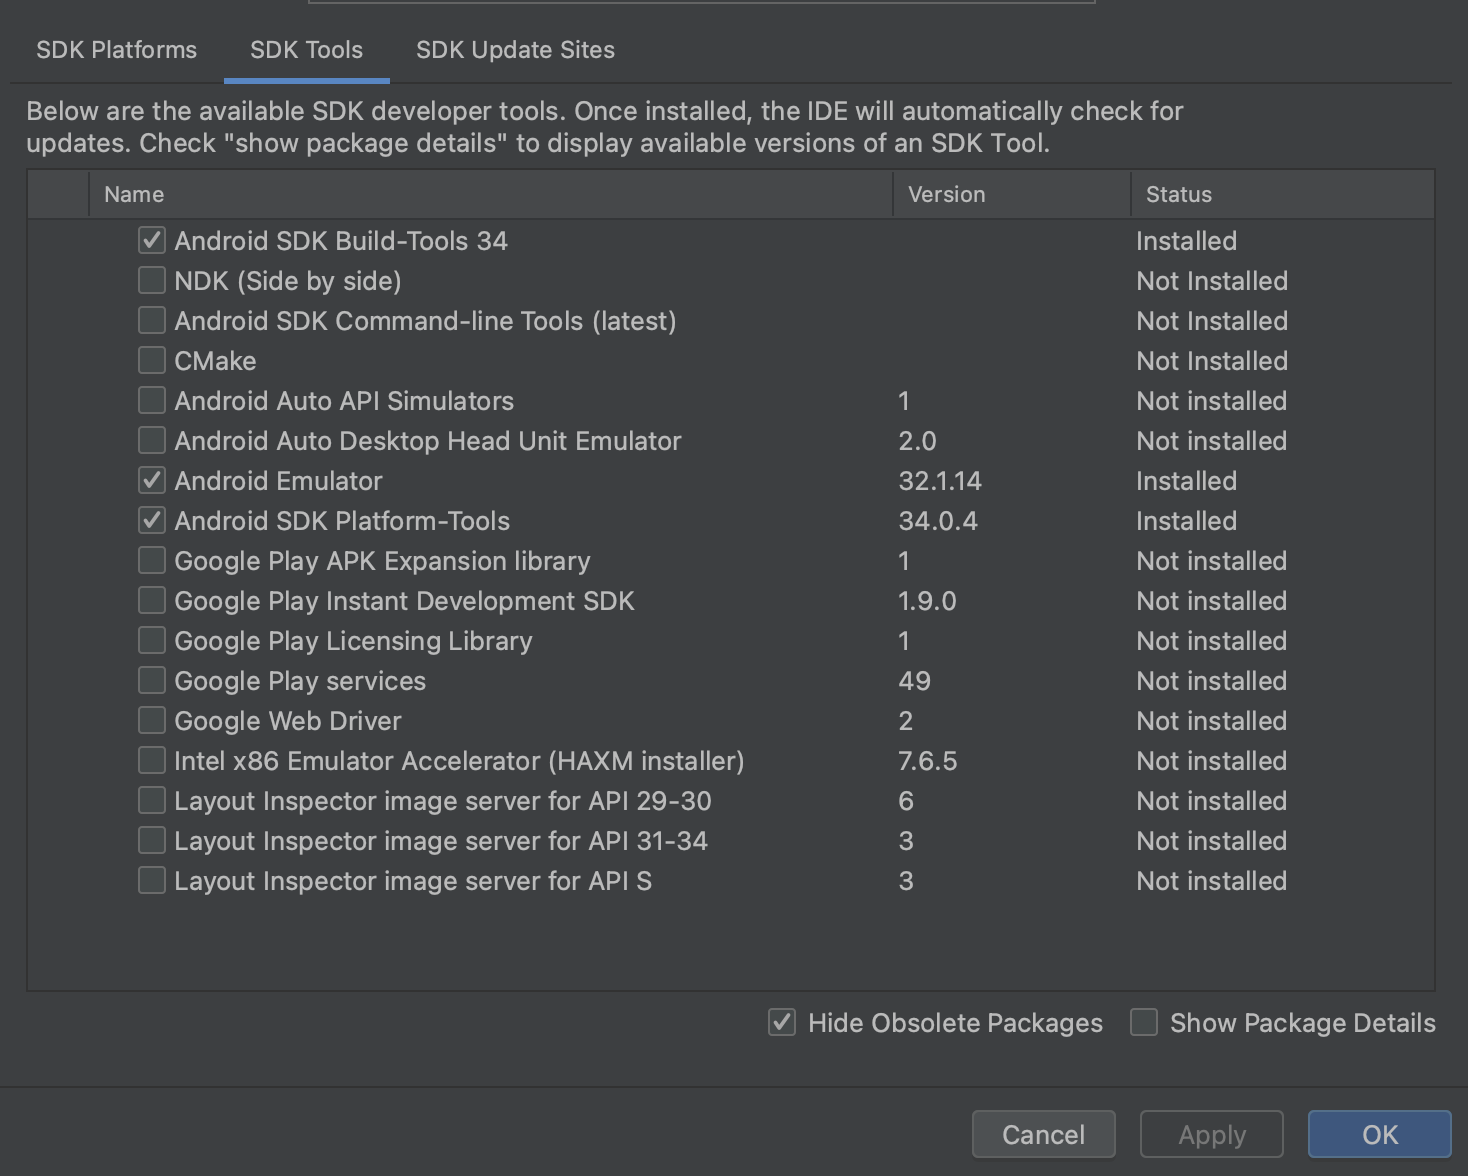 SDK Platforms SDK Tools SDK Update Sites
Below are the available SDK developer tools. Once installed, the IDE will automatically check for
updates. Check "show package details" to display available versions of an SDK Tool.
Name Version Status
Android SDK Build-Tools 34 Installed
NDK (Side by side) Not Installed
Android SDK Command-line Tools (latest) Not Installed
CMake Not Installed
Android Auto API Simulators 1 Not installed
Android Auto Desktop Head Unit Emulator 2.0 Not installed
Android Emulator 32.1.14 Installed
Android SDK Platform-Tools 34.0.4 Installed
Google Play APK Expansion library 1 Not installed
Google Play Instant Development SDK 1.9.0 Not installed
Google Play Licensing Library 1 Not installed
Google Play services 49 Not installed
Google Web Driver 2 Not installed
Intel x86 Emulator Accelerator (HAXM installer) 7.6.5 Not installed
Layout Inspector image server for API 29-30 6 Not installed
Layout Inspector image server for API 31-34 3 Not installed
Layout Inspector image server for API S 3 Not installed
Hide Obsolete Packages Show Package Details
Cancel Apply OK